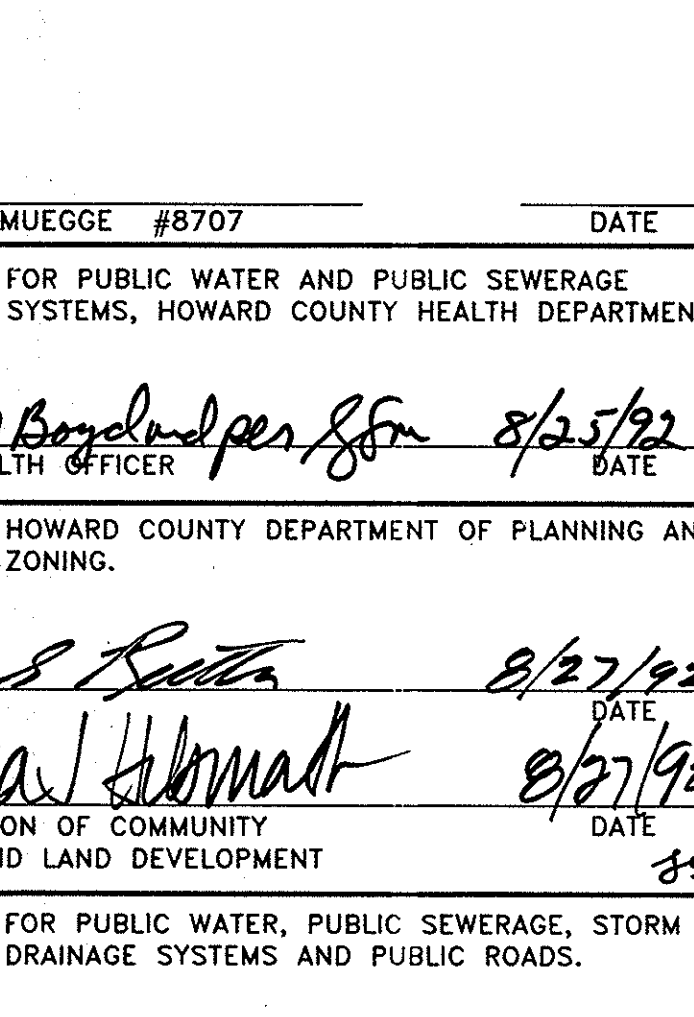 MUEGGE #8707 DATE
FOR PUBLIC WATER AND PUBLIC SEWERAGE
SYSTEMS, HOWARD COUNTY HEALTH DEPARTMEN
Boyd per 8/25/92
LTH OFFICER DATE
HOWARD COUNTY DEPARTMENT OF PLANNING AN
ZONING.
8/27/92
DATE
8/27/9
ON OF COMMUNITY DATE
ID LAND DEVELOPMENT
FOR PUBLIC WATER, PUBLIC SEWERAGE, STORM
DRAINAGE SYSTEMS AND PUBLIC ROADS.